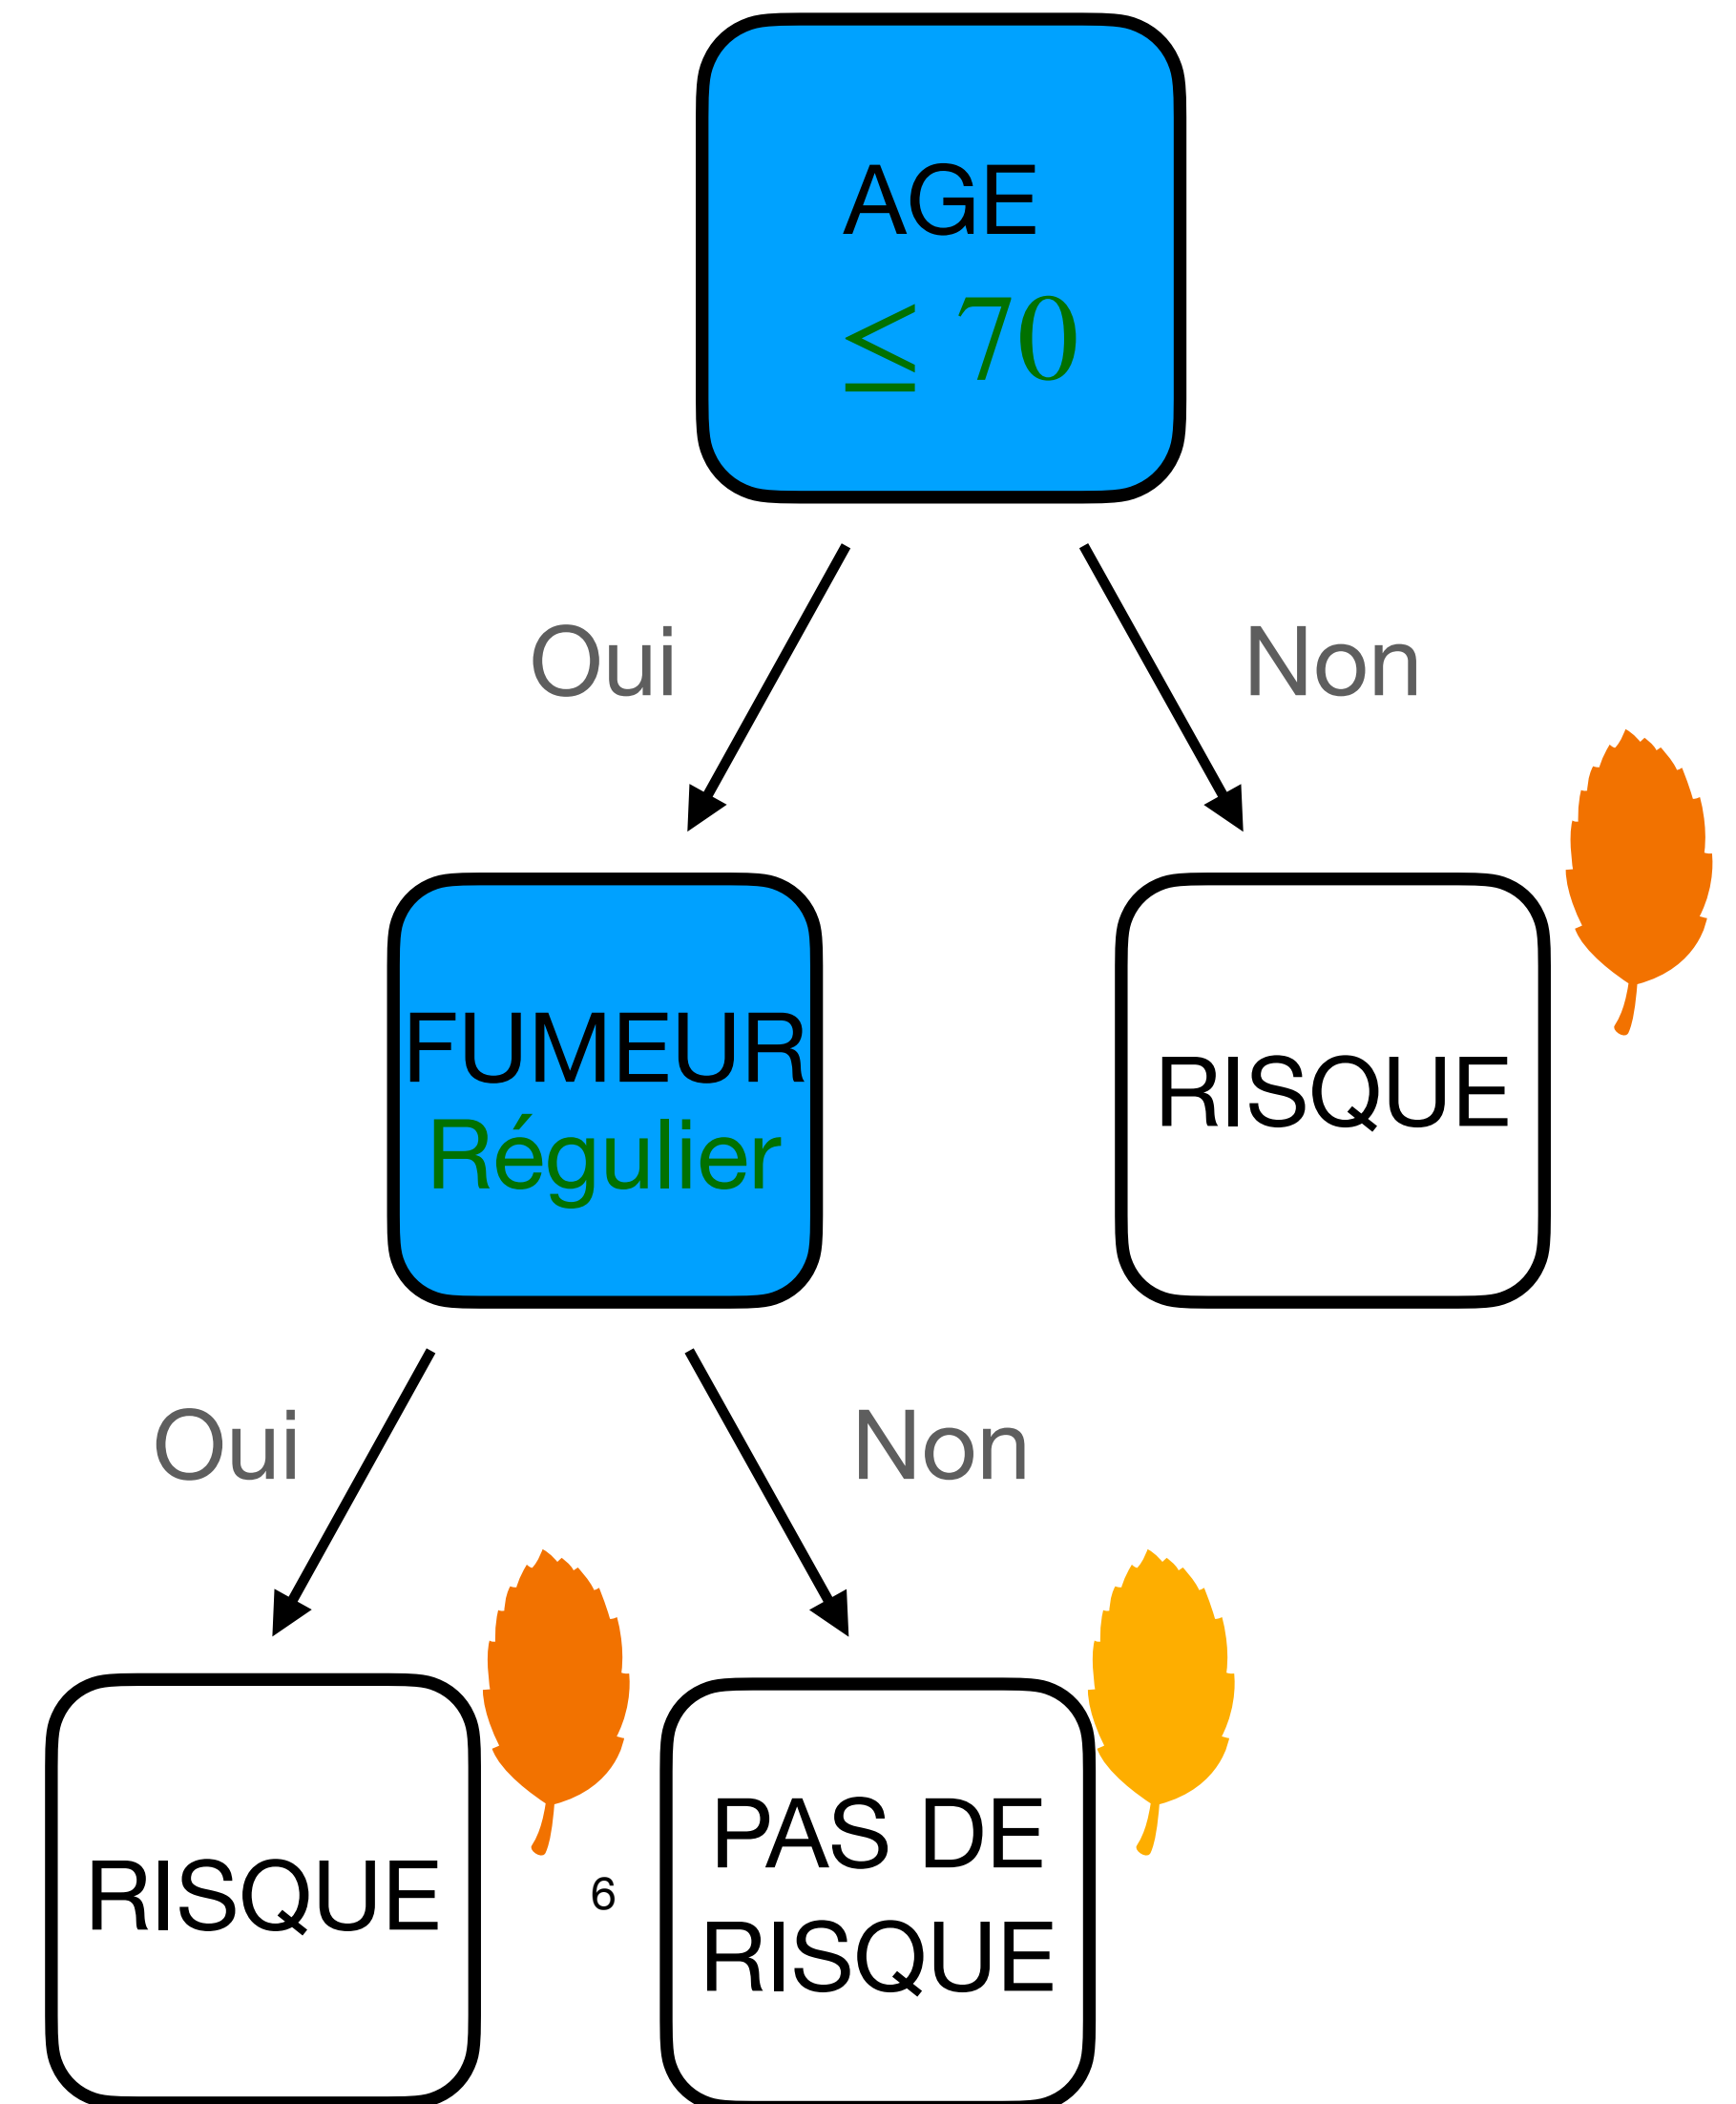 AGE
≤ 70
Oui
Non
FUMEUR
Régulier
RISQUE
Oui
Non
RISQUE
6
PAS DE
RISQUE